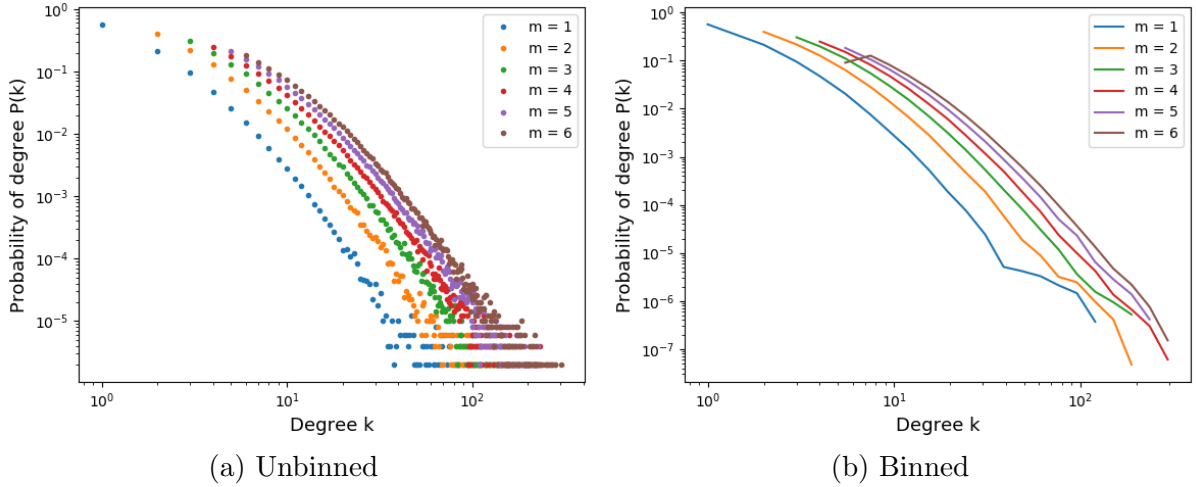 10⁰
10⁻¹
10⁻²
10⁻³
10⁻⁴
10⁻⁵
Probability of degree P(k)
m = 1
m = 2
m = 3
m = 4
m = 5
m = 6
10⁰
10¹
10²
Degree k
(a) Unbinned
10⁰
10⁻¹
10⁻²
10⁻³
10⁻⁴
10⁻⁵
10⁻⁶
10⁻⁷
Probability of degree P(k)
m = 1
m = 2
m = 3
m = 4
m = 5
m = 6
10⁰
10¹
10²
Degree k
(b) Binned